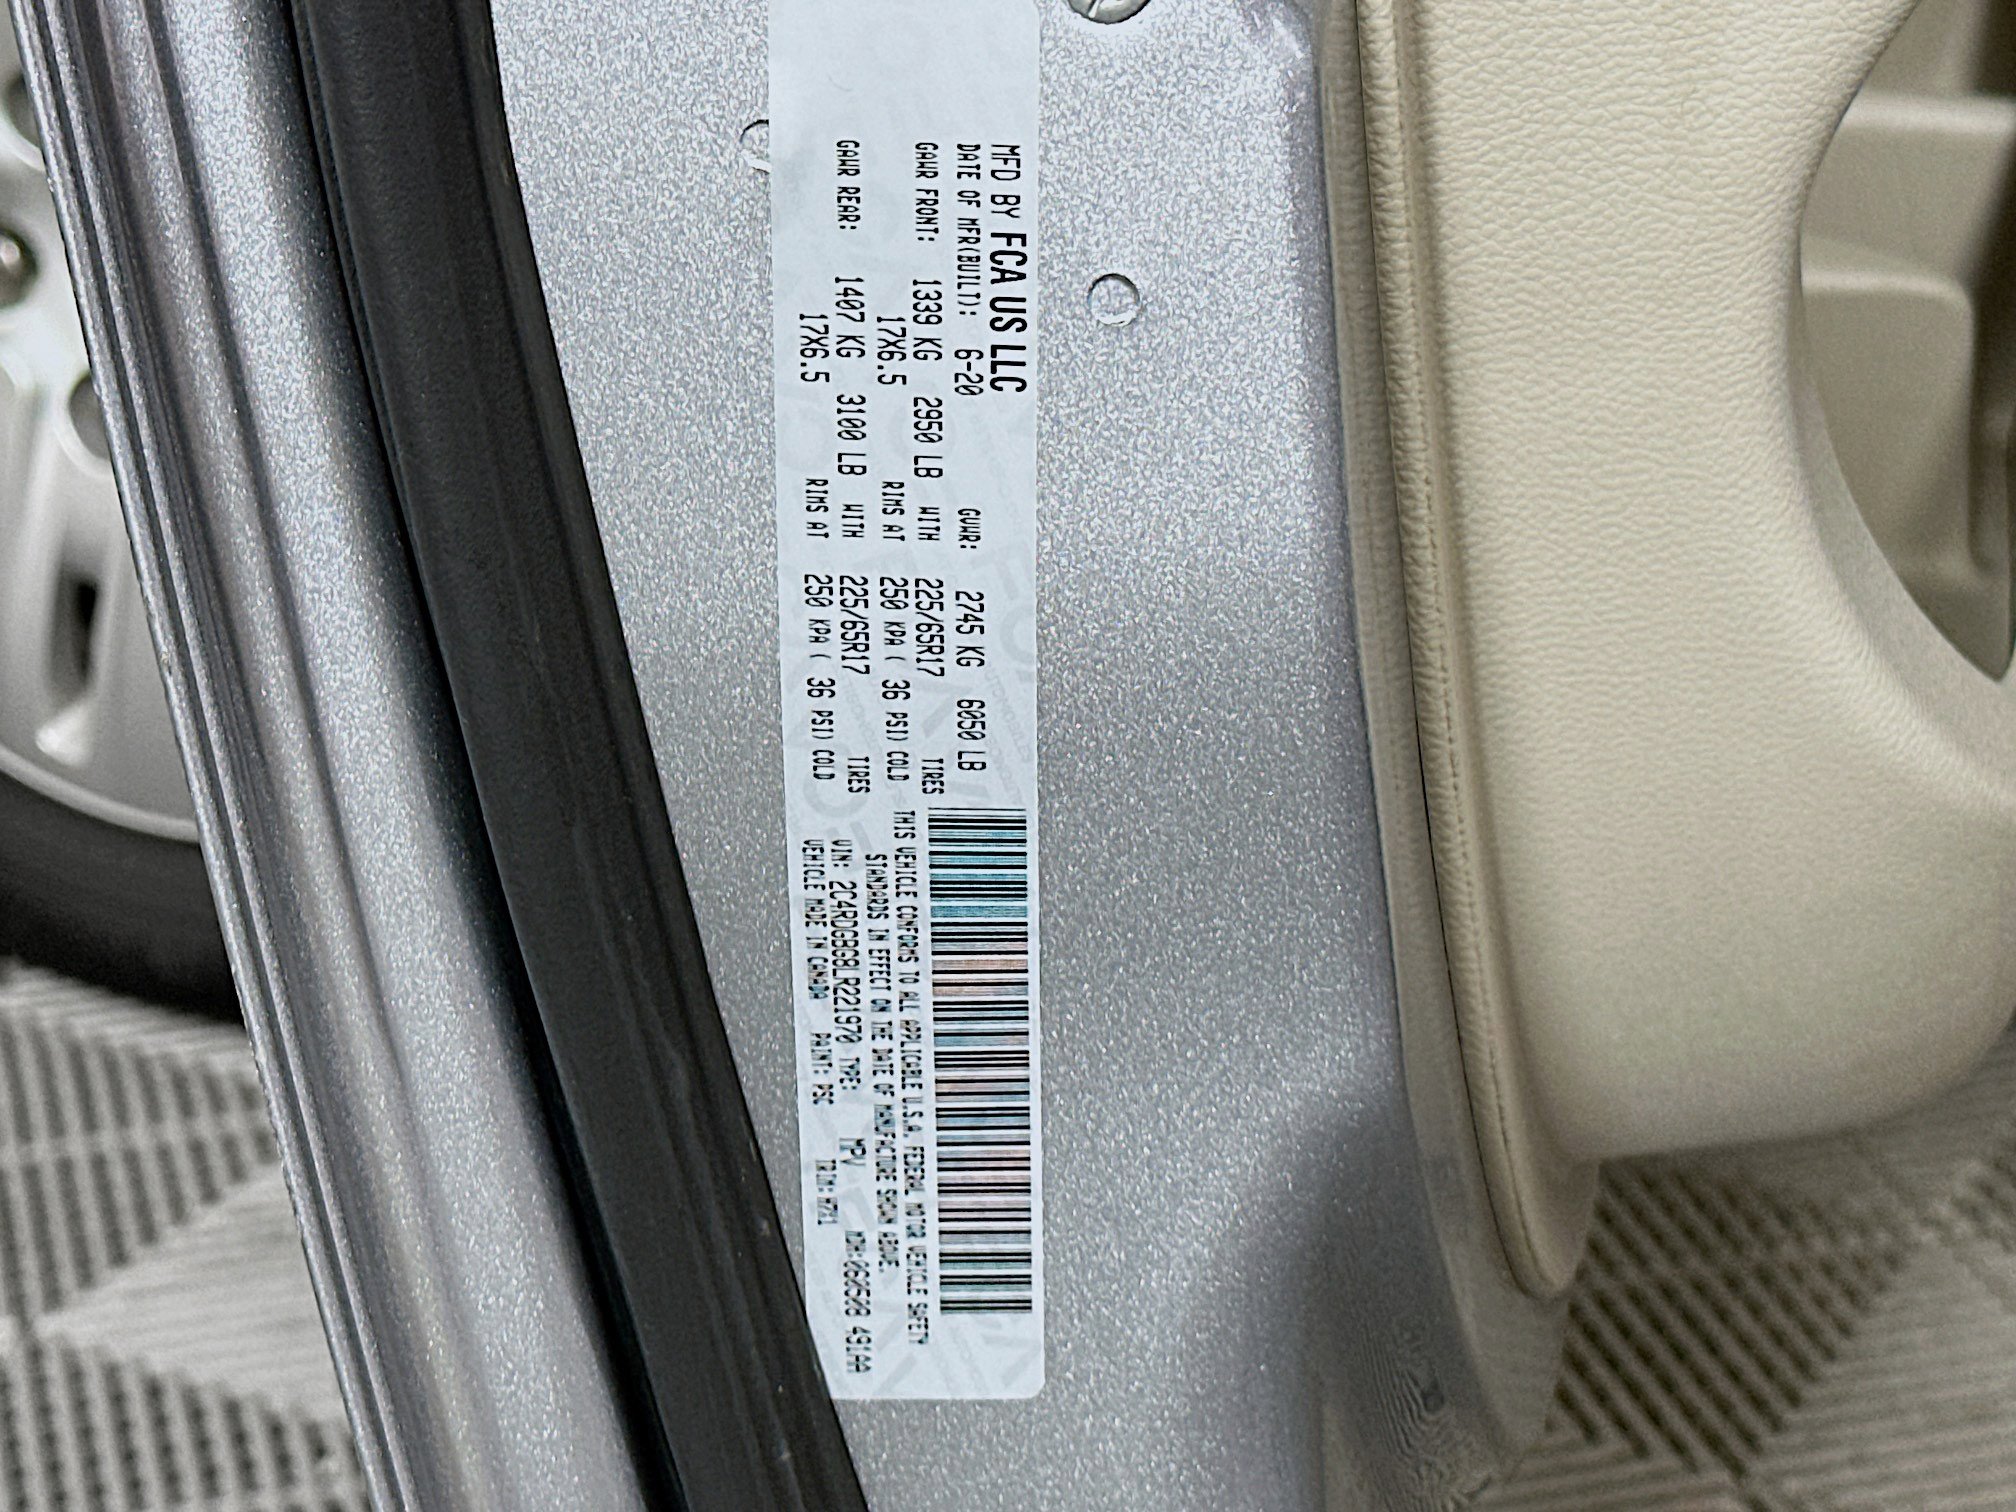 MFD BY FCA US LLC
DATE OF MFR(BUILT): 6-20 GVWR: 2745 KG 6050 LB
GAWR FRONT: 1339 KG 2950 LB WITH 225/65R17 TIRES
17X6.5 RIMS AT 250 KPA ( 36 PSI) COLD
GAWR REAR: 1407 KG 3100 LB WITH 225/65R17 TIRES
17X6.5 RIMS AT 250 KPA ( 36 PSI) COLD
THIS VEHICLE CONFORMS TO ALL APPLICABLE U.S.A. FEDERAL MOTOR VEHICLE SAFETY
STANDARDS IN EFFECT ON THE DATE OF MANUFACTURE SHOWN ABOVE.
VIN: 2C4RDGBG8LR221970 TYPE: MPV MDH:060508 491AA
VEHICLE MADE IN CANADA PAINT: PSC TRIM: